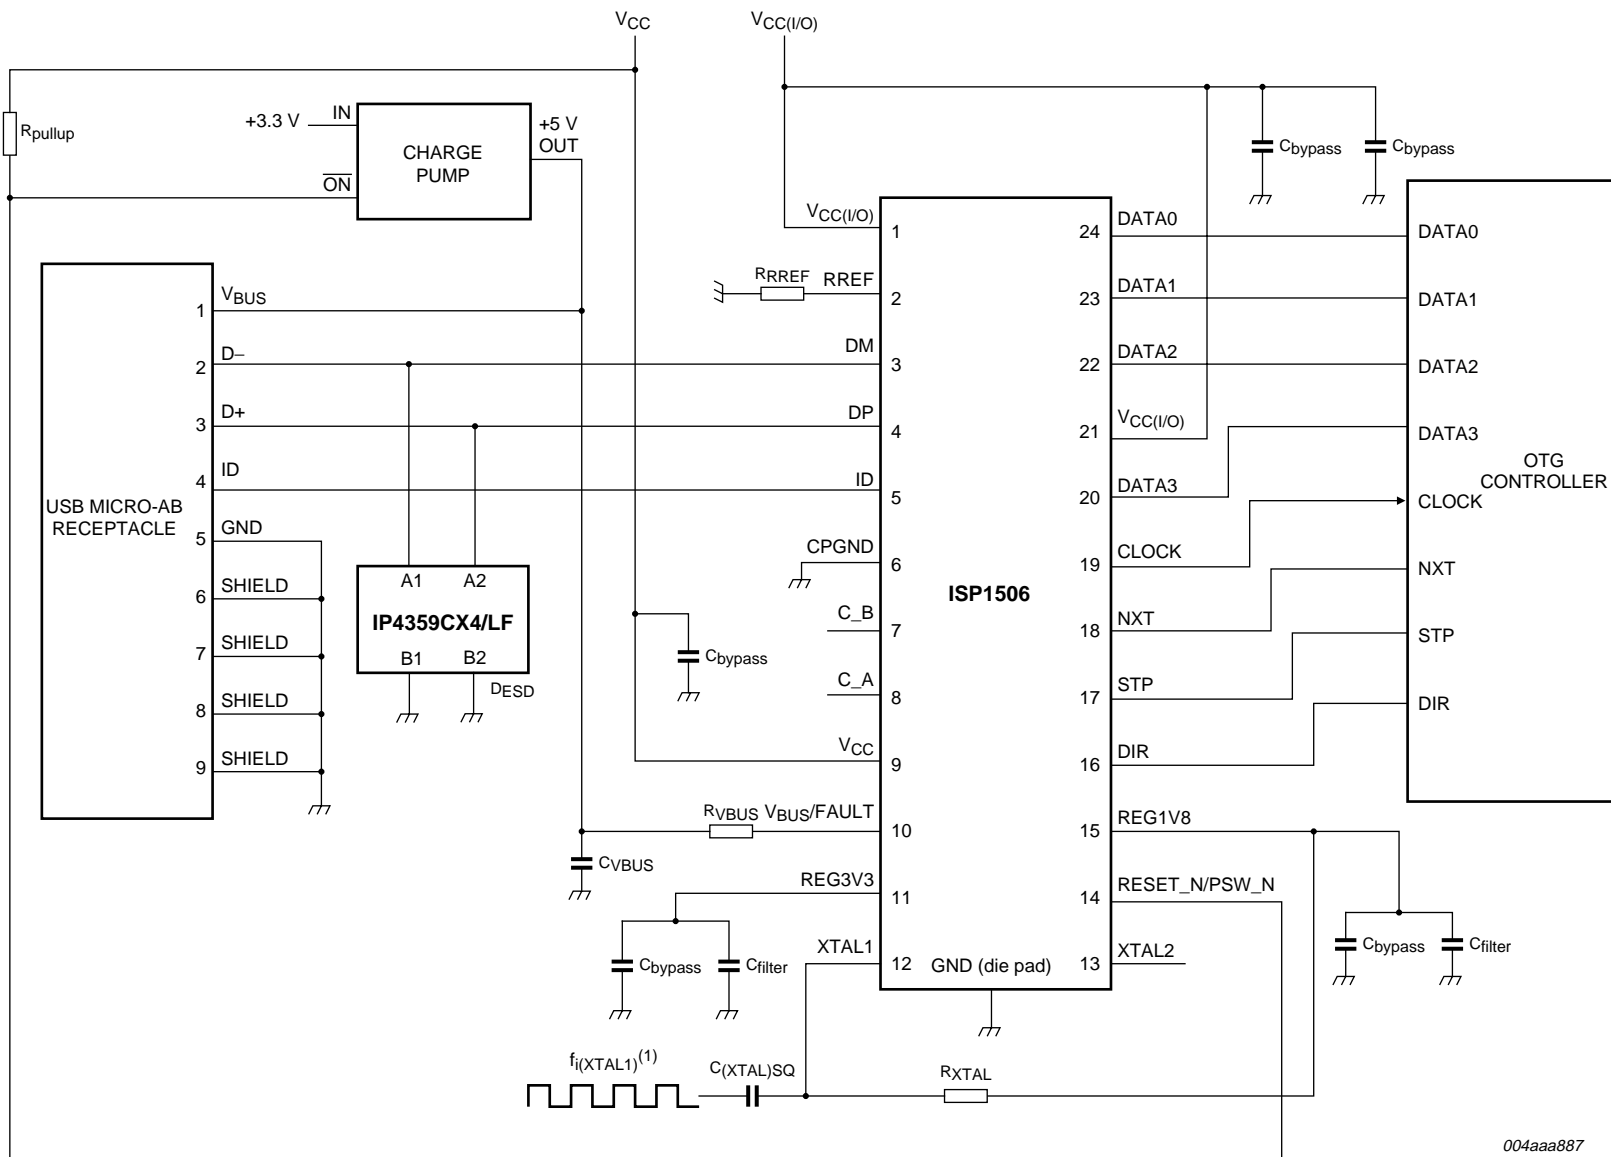 VCC
VCC(I/O)
Rpullup
+3.3 V
IN
ON
CHARGE
PUMP
+5 V
OUT
Cbypass
Cbypass
USB MICRO-AB
RECEPTACLE
1
VBUS
2
D–
3
D+
4
ID
5
GND
6
SHIELD
7
SHIELD
8
SHIELD
9
SHIELD
A1
A2
IP4359CX4/LF
B1
B2
DESD
Cbypass
RVBUS
CVBUS
Cbypass
Cfilter
fi(XTAL1)(1)
C(XTAL)SQ
RXTAL
RRREF
VCC(I/O)
1
RREF
2
DM
3
DP
4
ID
5
CPGND
6
C_B
7
C_A
8
VCC
9
VBUS/FAULT
10
REG3V3
11
XTAL1
12
ISP1506
GND (die pad)
24
DATA0
23
DATA1
22
DATA2
21
VCC(I/O)
20
DATA3
19
CLOCK
18
NXT
17
STP
16
DIR
15
REG1V8
14
RESET_N/PSW_N
13
XTAL2
Cbypass
Cfilter
DATA0
DATA1
DATA2
DATA3
OTG
CONTROLLER
CLOCK
NXT
STP
DIR
004aaa887